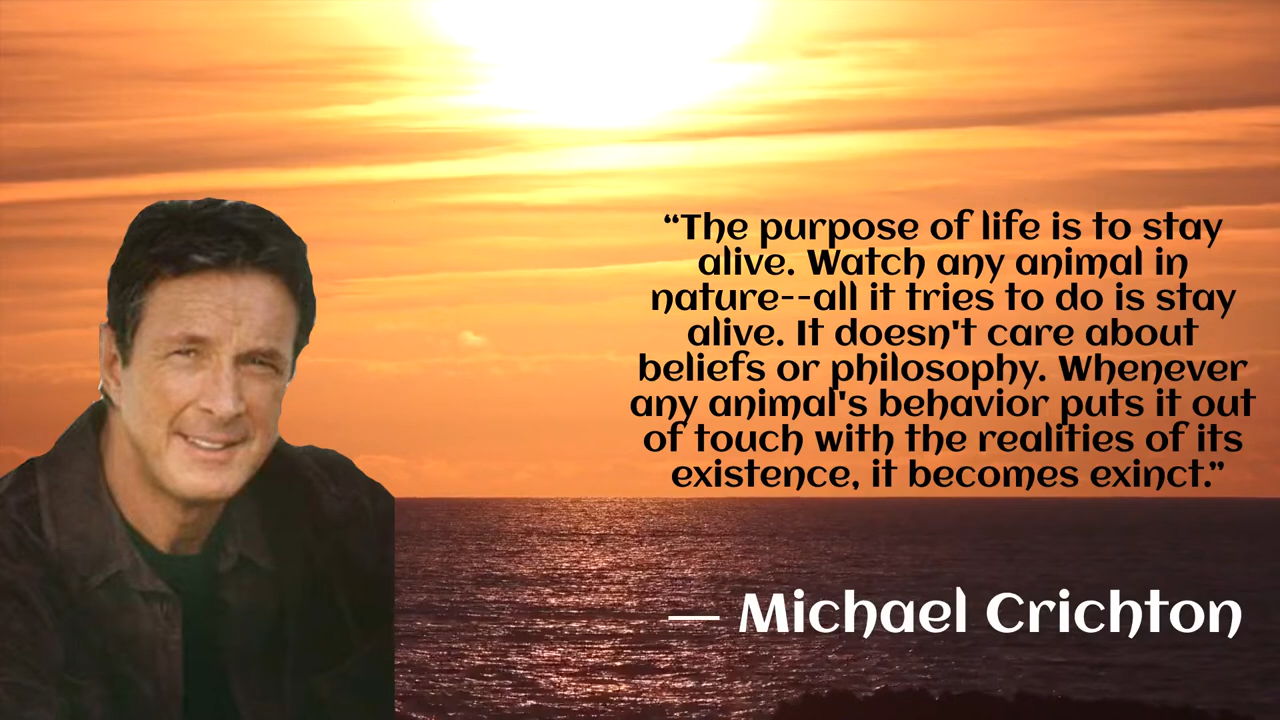 “The purpose of life is to stay
alive. Watch any animal in
nature--all it tries to do is stay
alive. It doesn't care about
beliefs or philosophy. Whenever
any animal's behavior puts it out
of touch with the realities of its
existence, it becomes exinct.”
— Michael Crichton